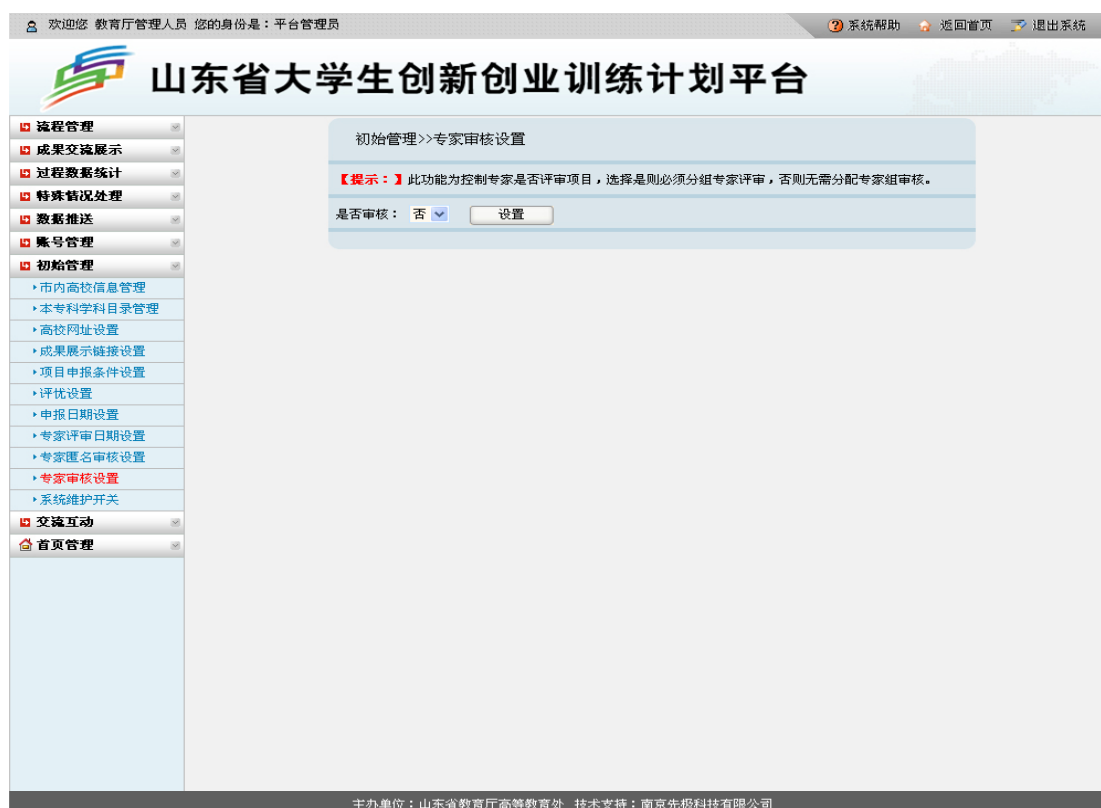 欢迎您 教育厅管理人员 您的身份是：平台管理员
系统帮助 返回首页 退出系统
山东省大学生创新创业训练计划平台
流程管理
成果交流展示
过程数据统计
特殊情况处理
数据推送
账号管理
初始管理
市内高校信息管理
本专科学科目录管理
高校网址设置
成果展示链接设置
项目申报条件设置
评优设置
申报日期设置
专家评审日期设置
专家匿名审核设置
专家审核设置
系统维护开关
交流互动
首页管理
初始管理>>专家审核设置
【提示：】此功能为控制专家是否评审项目，选择是则必须分组专家评审，否则无需分配专家组审核。
是否审核： 否 设置
主办单位：山东省教育厅高等教育处 技术支持：南京先极科技有限公司